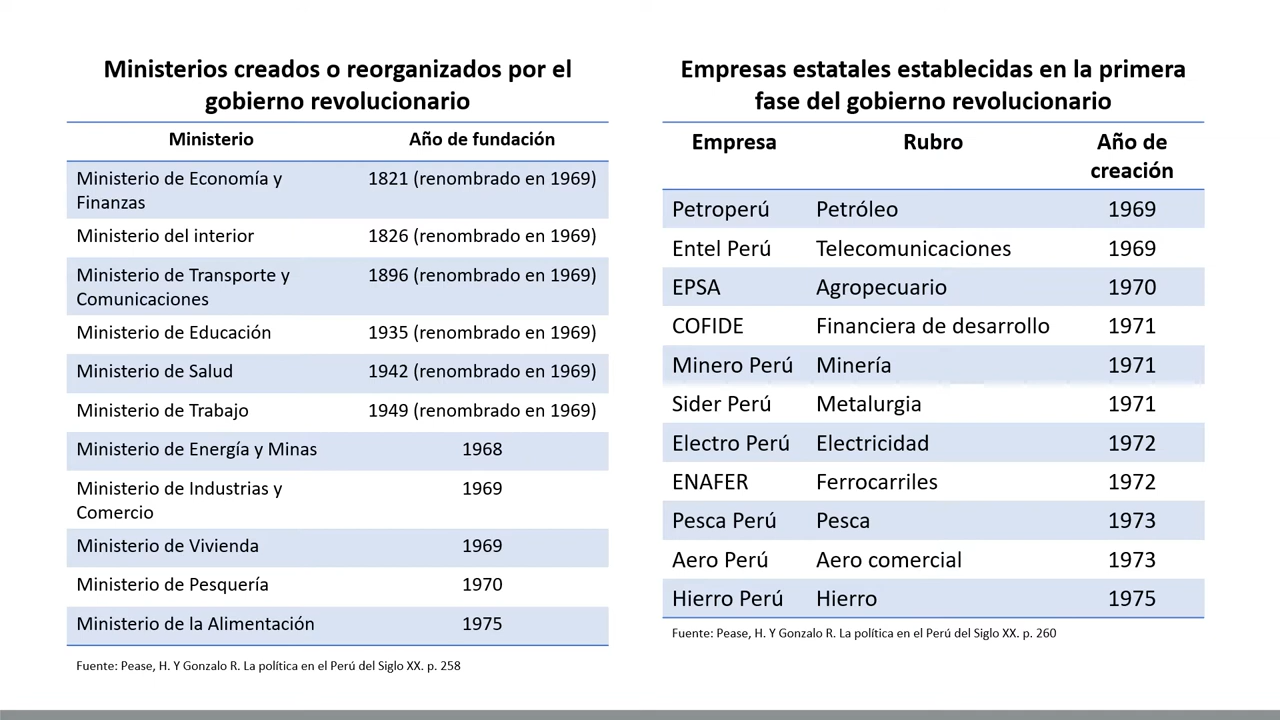 Ministerios creados o reorganizados por el
gobierno revolucionario
Ministerio Año de fundación
Ministerio de Economía y 1821 (renombrado en 1969)
Finanzas
Ministerio del interior 1826 (renombrado en 1969)
Ministerio de Transporte y 1896 (renombrado en 1969)
Comunicaciones
Ministerio de Educación 1935 (renombrado en 1969)
Ministerio de Salud 1942 (renombrado en 1969)
Ministerio de Trabajo 1949 (renombrado en 1969)
Ministerio de Energía y Minas 1968
Ministerio de Industrias y 1969
Comercio
Ministerio de Vivienda 1969
Ministerio de Pesquería 1970
Ministerio de la Alimentación 1975
Fuente: Pease, H. Y Gonzalo R. La política en el Perú del Siglo XX. p. 258
Empresas estatales establecidas en la primera
fase del gobierno revolucionario
Empresa Rubro Año de
creación
Petroperú Petróleo 1969
Entel Perú Telecomunicaciones 1969
EPSA Agropecuario 1970
COFIDE Financiera de desarrollo 1971
Minero Perú Minería 1971
Sider Perú Metalurgia 1971
Electro Perú Electricidad 1972
ENAFER Ferrocarriles 1972
Pesca Perú Pesca 1973
Aero Perú Aero comercial 1973
Hierro Perú Hierro 1975
Fuente: Pease, H. Y Gonzalo R. La política en el Perú del Siglo XX. p. 260